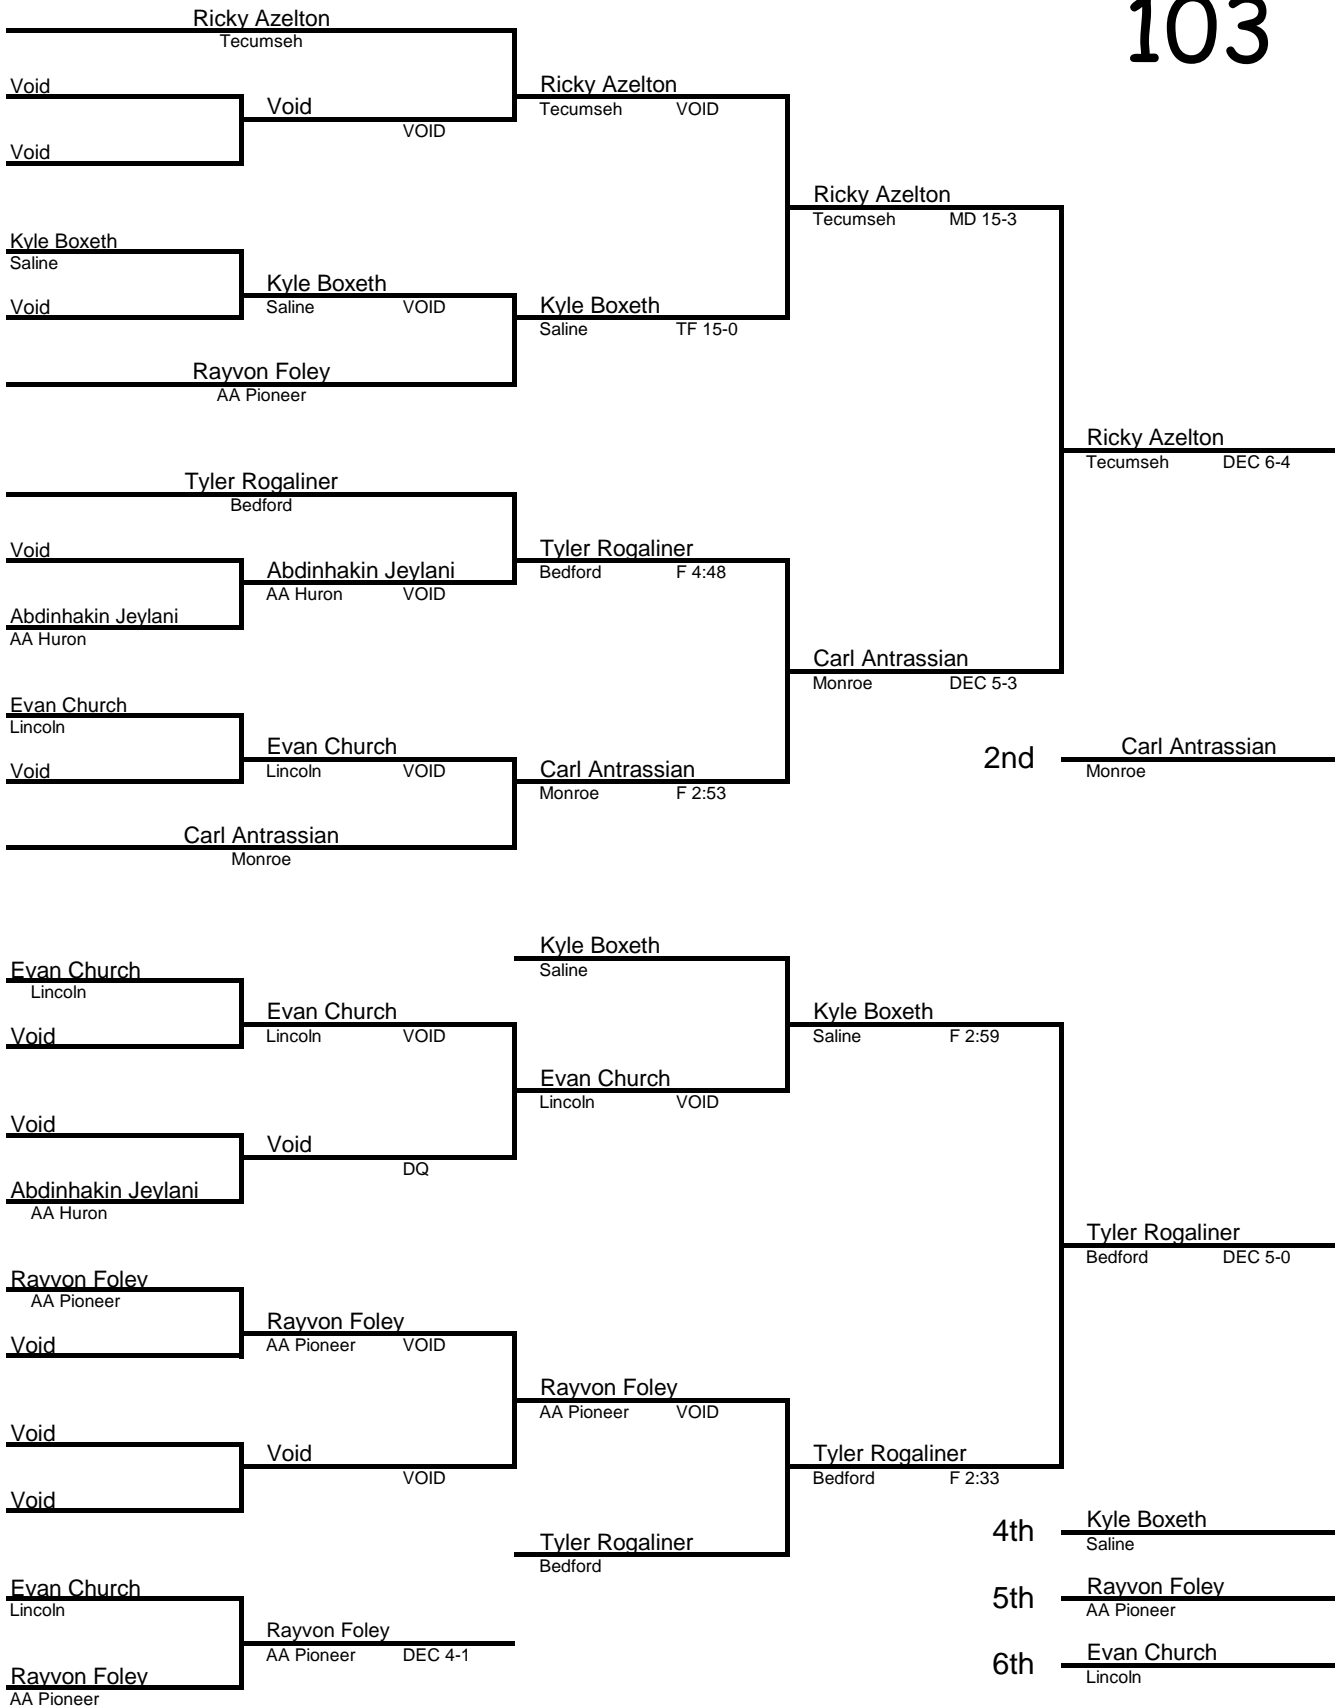 103
Ricky Azelton
Tecumseh
Void
Void
VOID
Void
Ricky Azelton
Tecumseh VOID
Ricky Azelton
Tecumseh MD 15-3
Kyle Boxeth
Saline
Kyle Boxeth
Saline VOID
Void
Kyle Boxeth
Saline TF 15-0
Rayvon Foley
AA Pioneer
Ricky Azelton
Tecumseh DEC 6-4
Tyler Rogaliner
Bedford
Void
Abdinhakin Jeylani
AA Huron VOID
Abdinhakin Jeylani
AA Huron
Tyler Rogaliner
Bedford F 4:48
Carl Antrassian
Monroe DEC 5-3
Evan Church
Lincoln
Evan Church
Lincoln VOID
Void
Carl Antrassian
Monroe F 2:53
2nd Carl Antrassian
Monroe
Carl Antrassian
Monroe
Kyle Boxeth
Saline
Evan Church
Lincoln
Evan Church
Lincoln VOID
Void
Kyle Boxeth
Saline F 2:59
Evan Church
Lincoln VOID
Void
Void
DQ
Abdinhakin Jeylani
AA Huron
Tyler Rogaliner
Bedford DEC 5-0
Rayvon Foley
AA Pioneer
Rayvon Foley
AA Pioneer VOID
Void
Rayvon Foley
AA Pioneer VOID
Void
Void
VOID
Void
Tyler Rogaliner
Bedford F 2:33
Tyler Rogaliner
Bedford
4th Kyle Boxeth
Saline
5th Rayvon Foley
AA Pioneer
6th Evan Church
Lincoln
Evan Church
Lincoln
Rayvon Foley
AA Pioneer DEC 4-1
Rayvon Foley
AA Pioneer